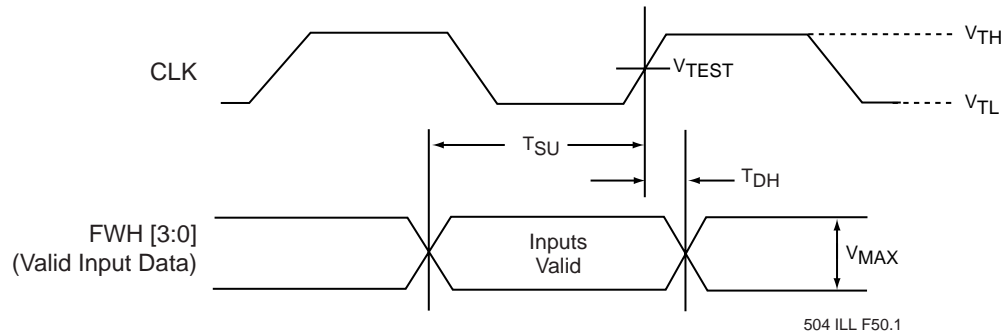 CLK
VTEST
VTH
VTL
TSU
TDH
FWH [3:0]
(Valid Input Data)
Inputs
Valid
VMAX
504 ILL F50.1